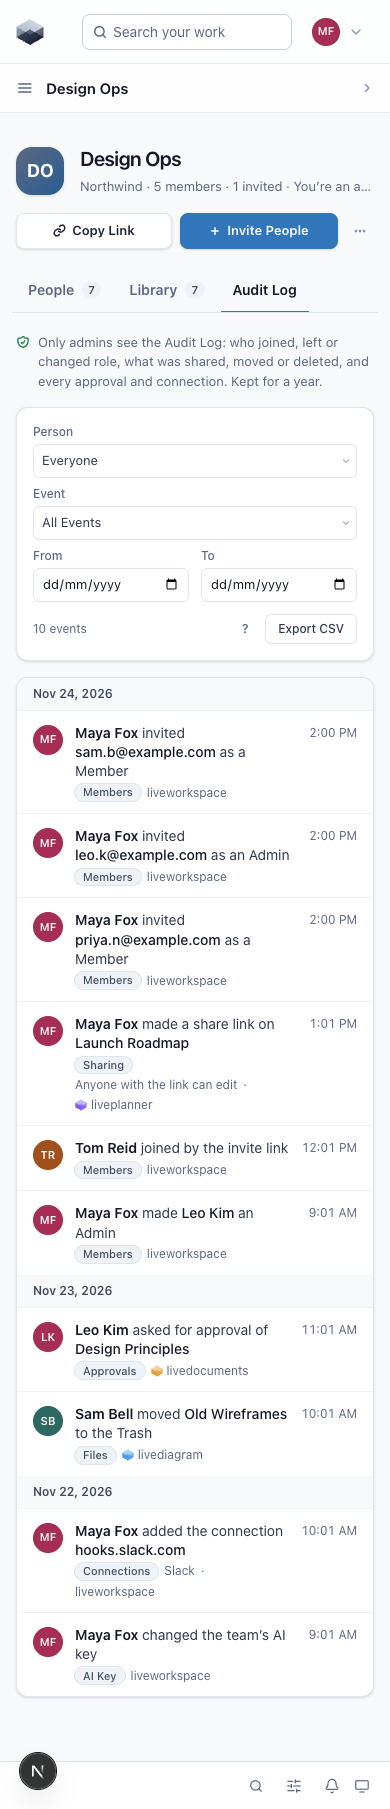 Search your work
MF
Design Ops
DO
Design Ops
Northwind · 5 members · 1 invited · You're an a...
Copy Link
+ Invite People
People 7
Library 7
Audit Log
Only admins see the Audit Log: who joined, left or
changed role, what was shared, moved or deleted, and
every approval and connection. Kept for a year.
Person
Everyone
Event
All Events
From
To
dd/mm/yyyy
dd/mm/yyyy
10 events
?
Export CSV
Nov 24, 2026
MF
Maya Fox invited
2:00 PM
sam.b@example.com as a
Member
Members liveworkspace
MF
Maya Fox invited
2:00 PM
leo.k@example.com as an Admin
Members liveworkspace
MF
Maya Fox invited
2:00 PM
priya.n@example.com as a
Member
Members liveworkspace
MF
Maya Fox made a share link on
1:01 PM
Launch Roadmap
Sharing
Anyone with the link can edit ·
liveplanner
TR
Tom Reid joined by the invite link
12:01 PM
Members liveworkspace
MF
Maya Fox made Leo Kim an
9:01 AM
Admin
Members liveworkspace
Nov 23, 2026
LK
Leo Kim asked for approval of
11:01 AM
Design Principles
Approvals livedocuments
SB
Sam Bell moved Old Wireframes
10:01 AM
to the Trash
Files livediagram
Nov 22, 2026
MF
Maya Fox added the connection
10:01 AM
hooks.slack.com
Connections Slack ·
liveworkspace
MF
Maya Fox changed the team's AI
9:01 AM
key
AI Key liveworkspace
N